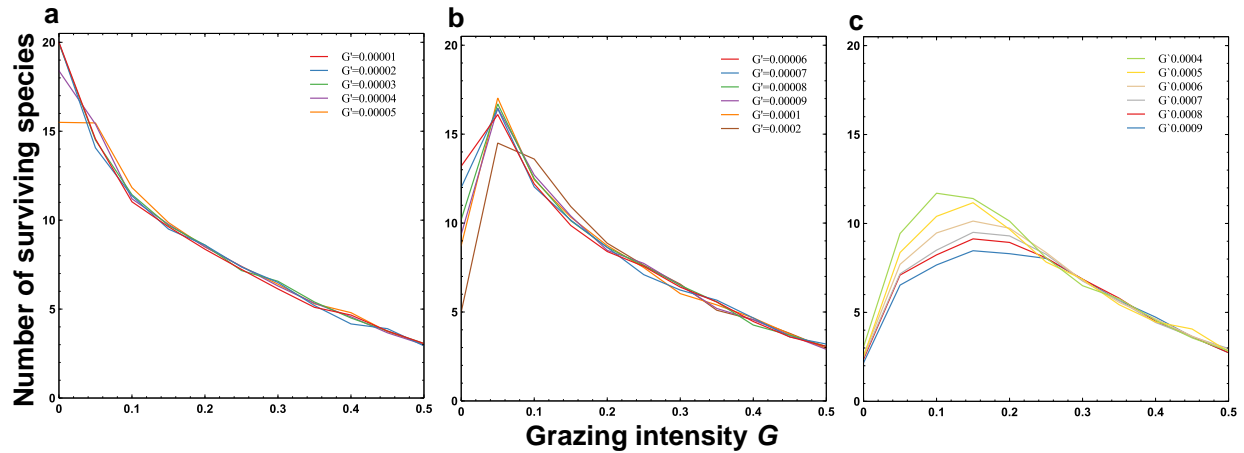 a
b
c
Number of surviving species
20
15
10
5
0
G'=0.00001
G'=0.00002
G'=0.00003
G'=0.00004
G'=0.00005
0
0.1
0.2
0.3
0.4
0.5
20
15
10
5
0
G'=0.00006
G'=0.00007
G'=0.00008
G'=0.00009
G'=0.0001
G'=0.0002
0
0.1
0.2
0.3
0.4
0.5
20
15
10
5
0
G`0.0004
G`0.0005
G`0.0006
G`0.0007
G`0.0008
G`0.0009
0
0.1
0.2
0.3
0.4
0.5
Grazing intensity G